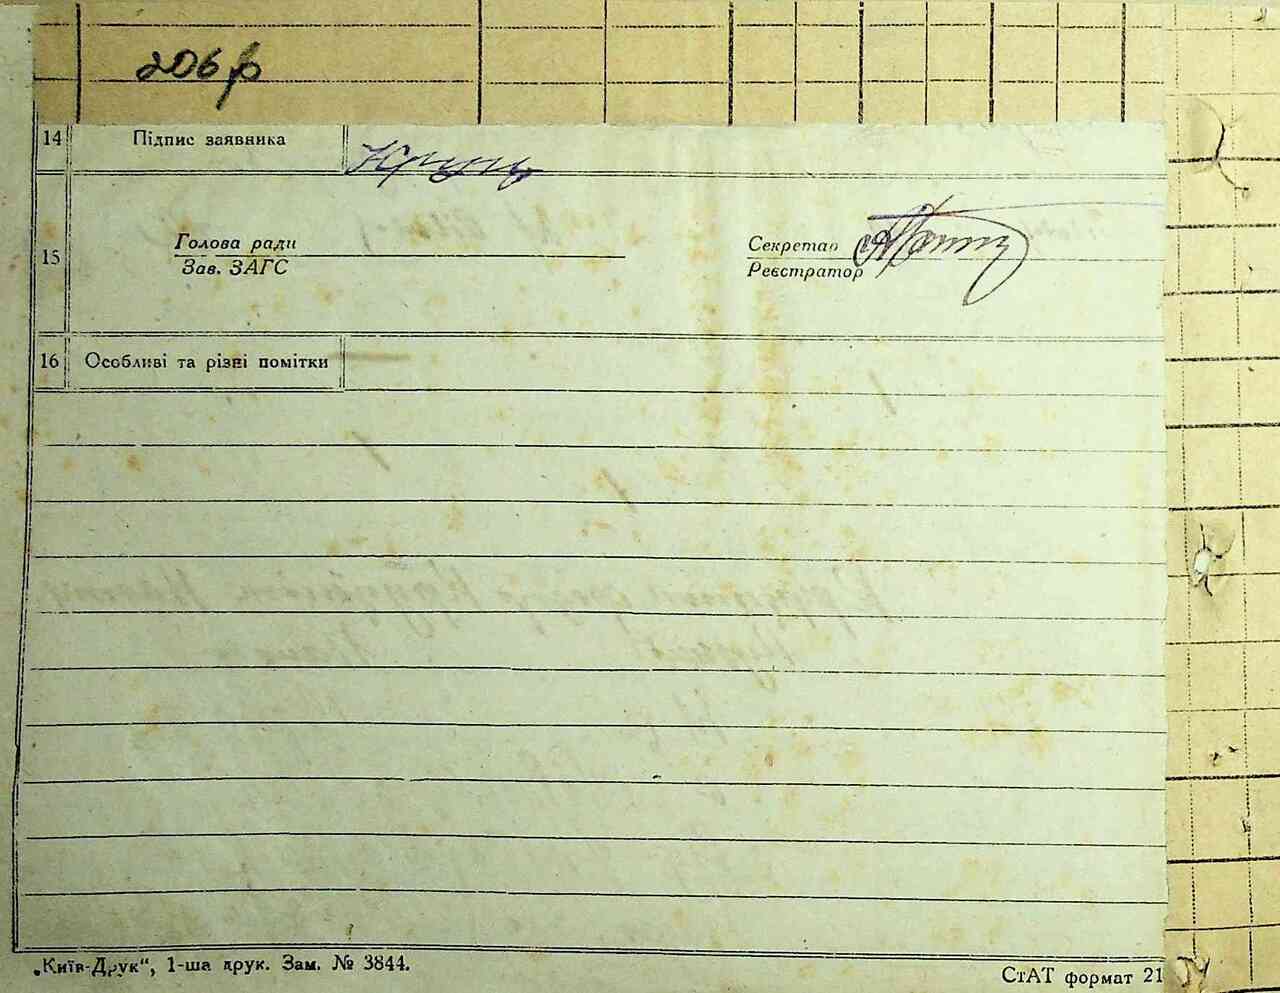 206
14 Підпис заявника
15 Голова ради Секретар
Зав. ЗАГС Реєстратор
16 Особливі та різні помітки
„Київ-Друк“, 1-ша друк. Зам. № 3844. СтАТ формат 21